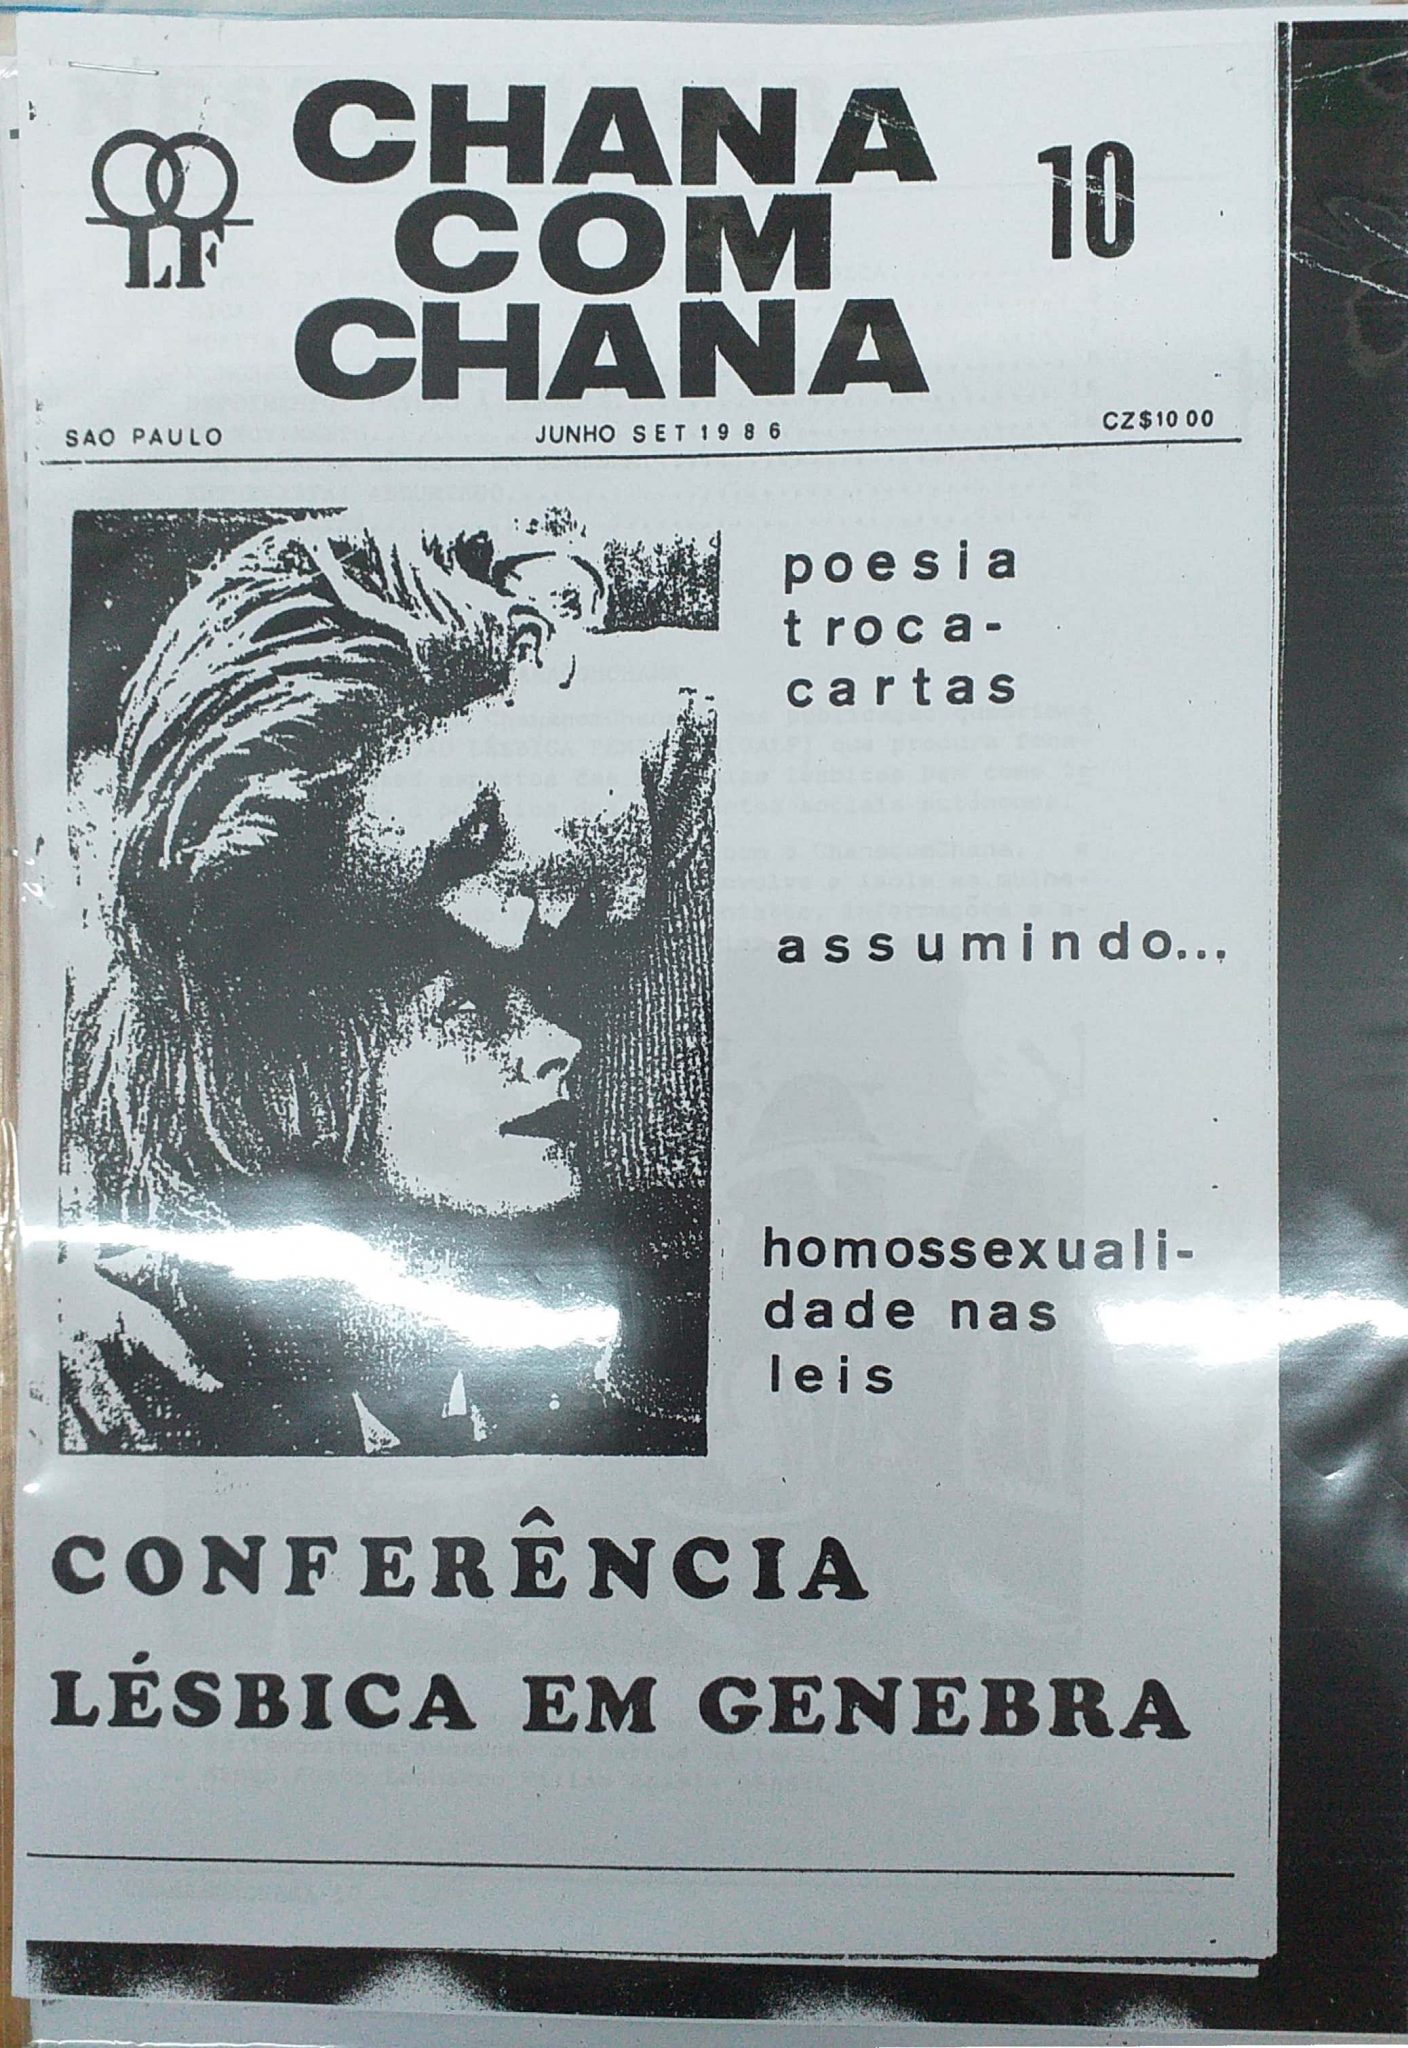 CHANA
COM
CHANA
LF
10
SAO PAULO
JUNHO SET 1986
CZ$10 00
poesia
troca-
cartas
assumindo...
homossexuali-
dade nas
leis
CONFERÊNCIA
LÉSBICA EM GENEBRA